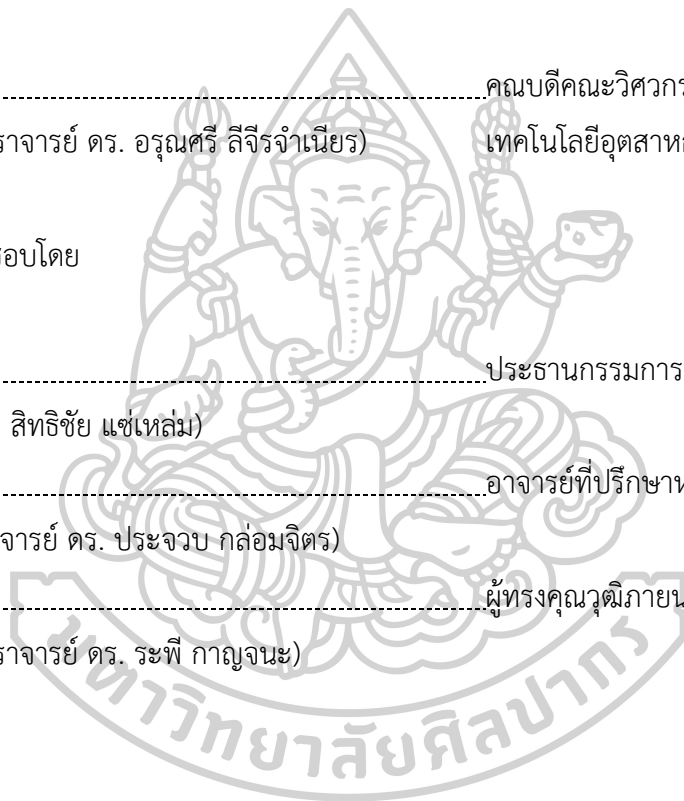 คณบดีคณะวิศวกร
ราจารย์ ดร. อรุณศรี ลีจีรจำเนียร) เทคโนโลยีอุตสาห
อบโดย
ประธานกรรมการ
สิทธิชัย แซ่เหล่ม)
อาจารย์ที่ปรึกษาห
จารย์ ดร. ประจวบ กล่อมจิตร)
ผู้ทรงคุณวุฒิภายน
ราจารย์ ดร. ระพี กาญจนะ)
มหาวิทยาลัยศิลปากร